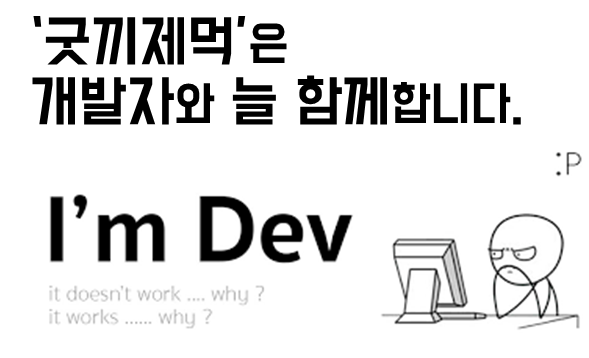 ‘굿끼제먹’은
개발자와 늘 함께합니다.
:P
I'm Dev
it doesn't work .... why ?
it works ...... why ?